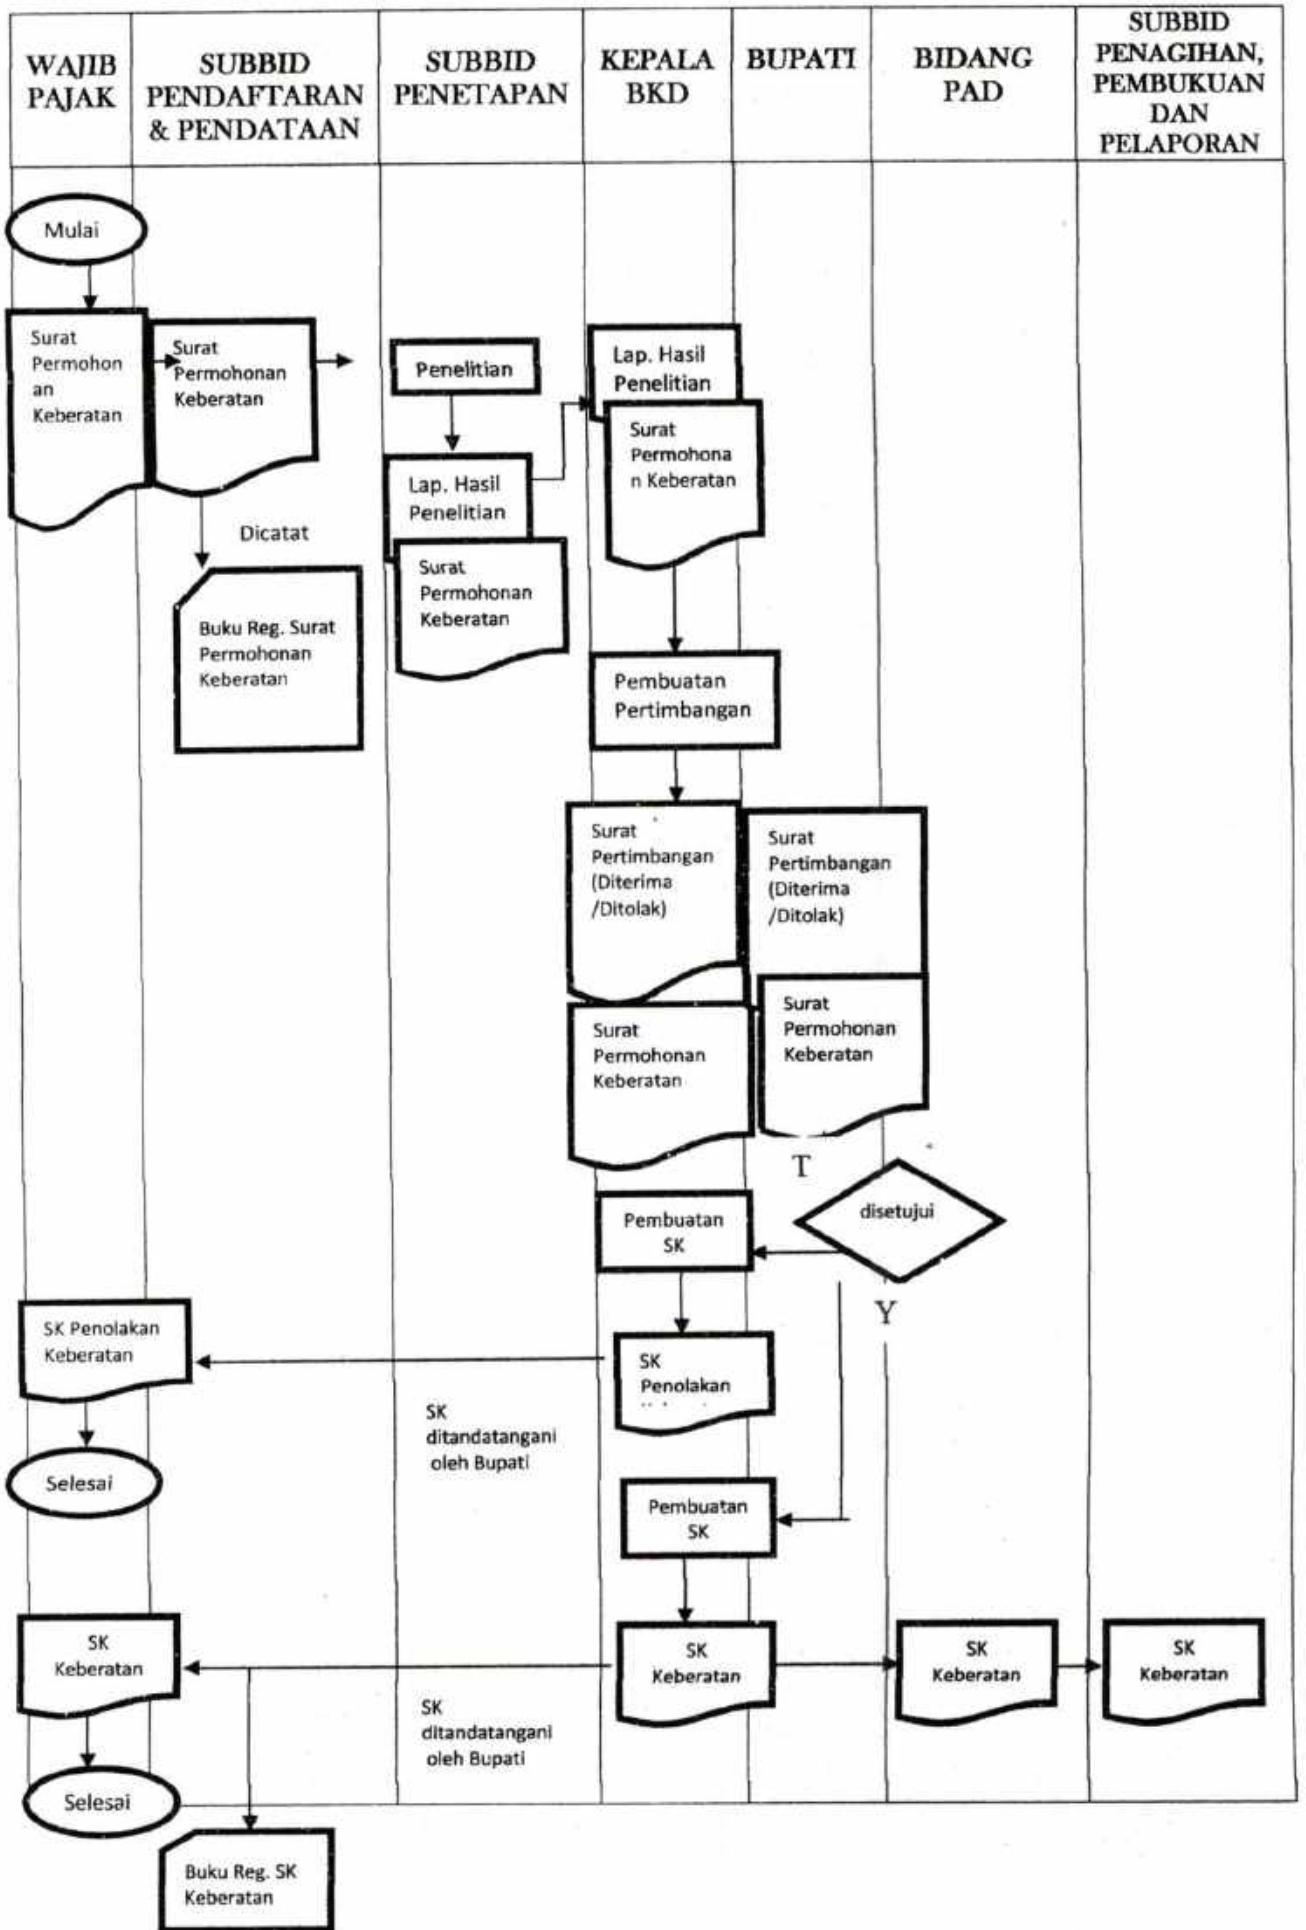 WAJIB
PAJAK
SUBBID
PENDAFTARAN
& PENDATAAN
SUBBID
PENETAPAN
KEPALA
BKD
BUPATI
BIDANG
PAD
SUBBID
PENAGIHAN,
PEMBUKUAN
DAN
PELAPORAN
Mulai
Surat
Permohon
an
Keberatan
Surat
Permohonan
Keberatan
Penelitian
Lap. Hasil
Penelitian
Surat
Permohona
n Keberatan
Lap. Hasil
Penelitian
Surat
Permohonan
Keberatan
Dicatat
Buku Reg. Surat
Permohonan
Keberatan
Pembuatan
Pertimbangan
Surat
Pertimbangan
(Diterima
/Ditolak)
Surat
Permohonan
Keberatan
Surat
Pertimbangan
(Diterima
/Ditolak)
Surat
Permohonan
Keberatan
T
disetujui
Y
Pembuatan
SK
SK Penolakan
Keberatan
SK
Penolakan
SK
ditandatangani
oleh Bupati
Selesai
Pembuatan
SK
SK
Keberatan
SK
Keberatan
SK
Keberatan
SK
Keberatan
SK
ditandatangani
oleh Bupati
Selesai
Buku Reg. SK
Keberatan